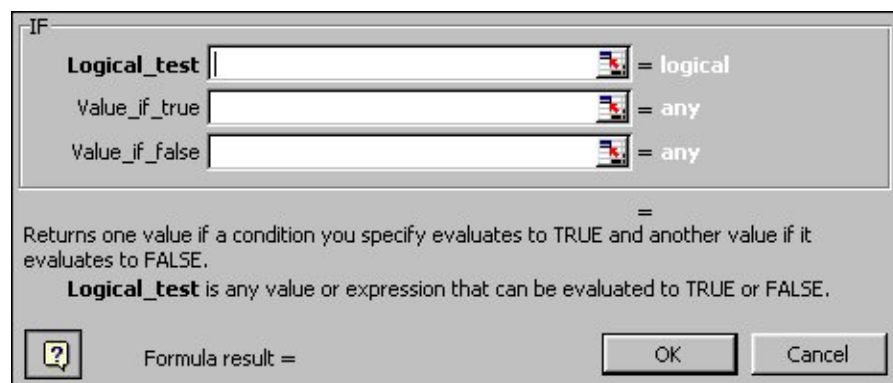 IF
Logical_test = logical
Value_if_true = any
Value_if_false = any
=
Returns one value if a condition you specify evaluates to TRUE and another value if it
evaluates to FALSE.
Logical_test is any value or expression that can be evaluated to TRUE or FALSE.
? Formula result = OK Cancel